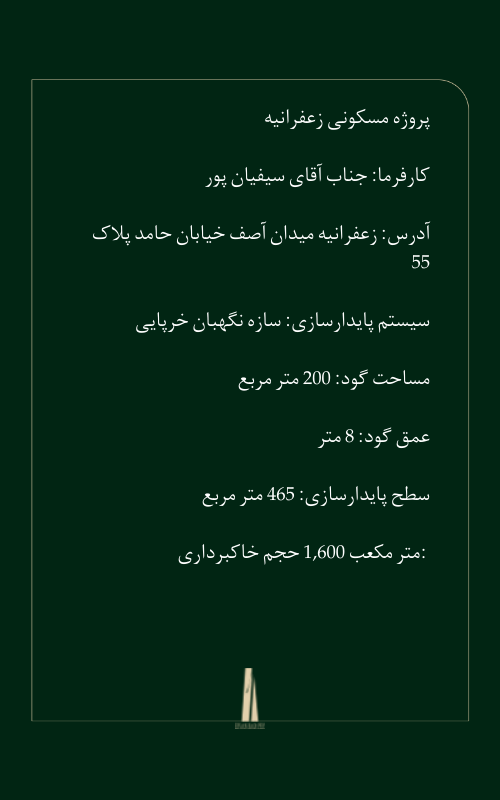 پروژه مسکونی زعفرانیه
کارفرما: جناب آقای سیفیان پور
آدرس: زعفرانیه میدان آصف خیابان حامد پلاک
55
سیستم پایدارسازی: سازه نگهبان خرپایی
مساحت گود: 200 متر مربع
عمق گود: 8 متر
سطح پایدارسازی: 465 متر مربع
:متر مکعب 1,600 حجم خاکبرداری